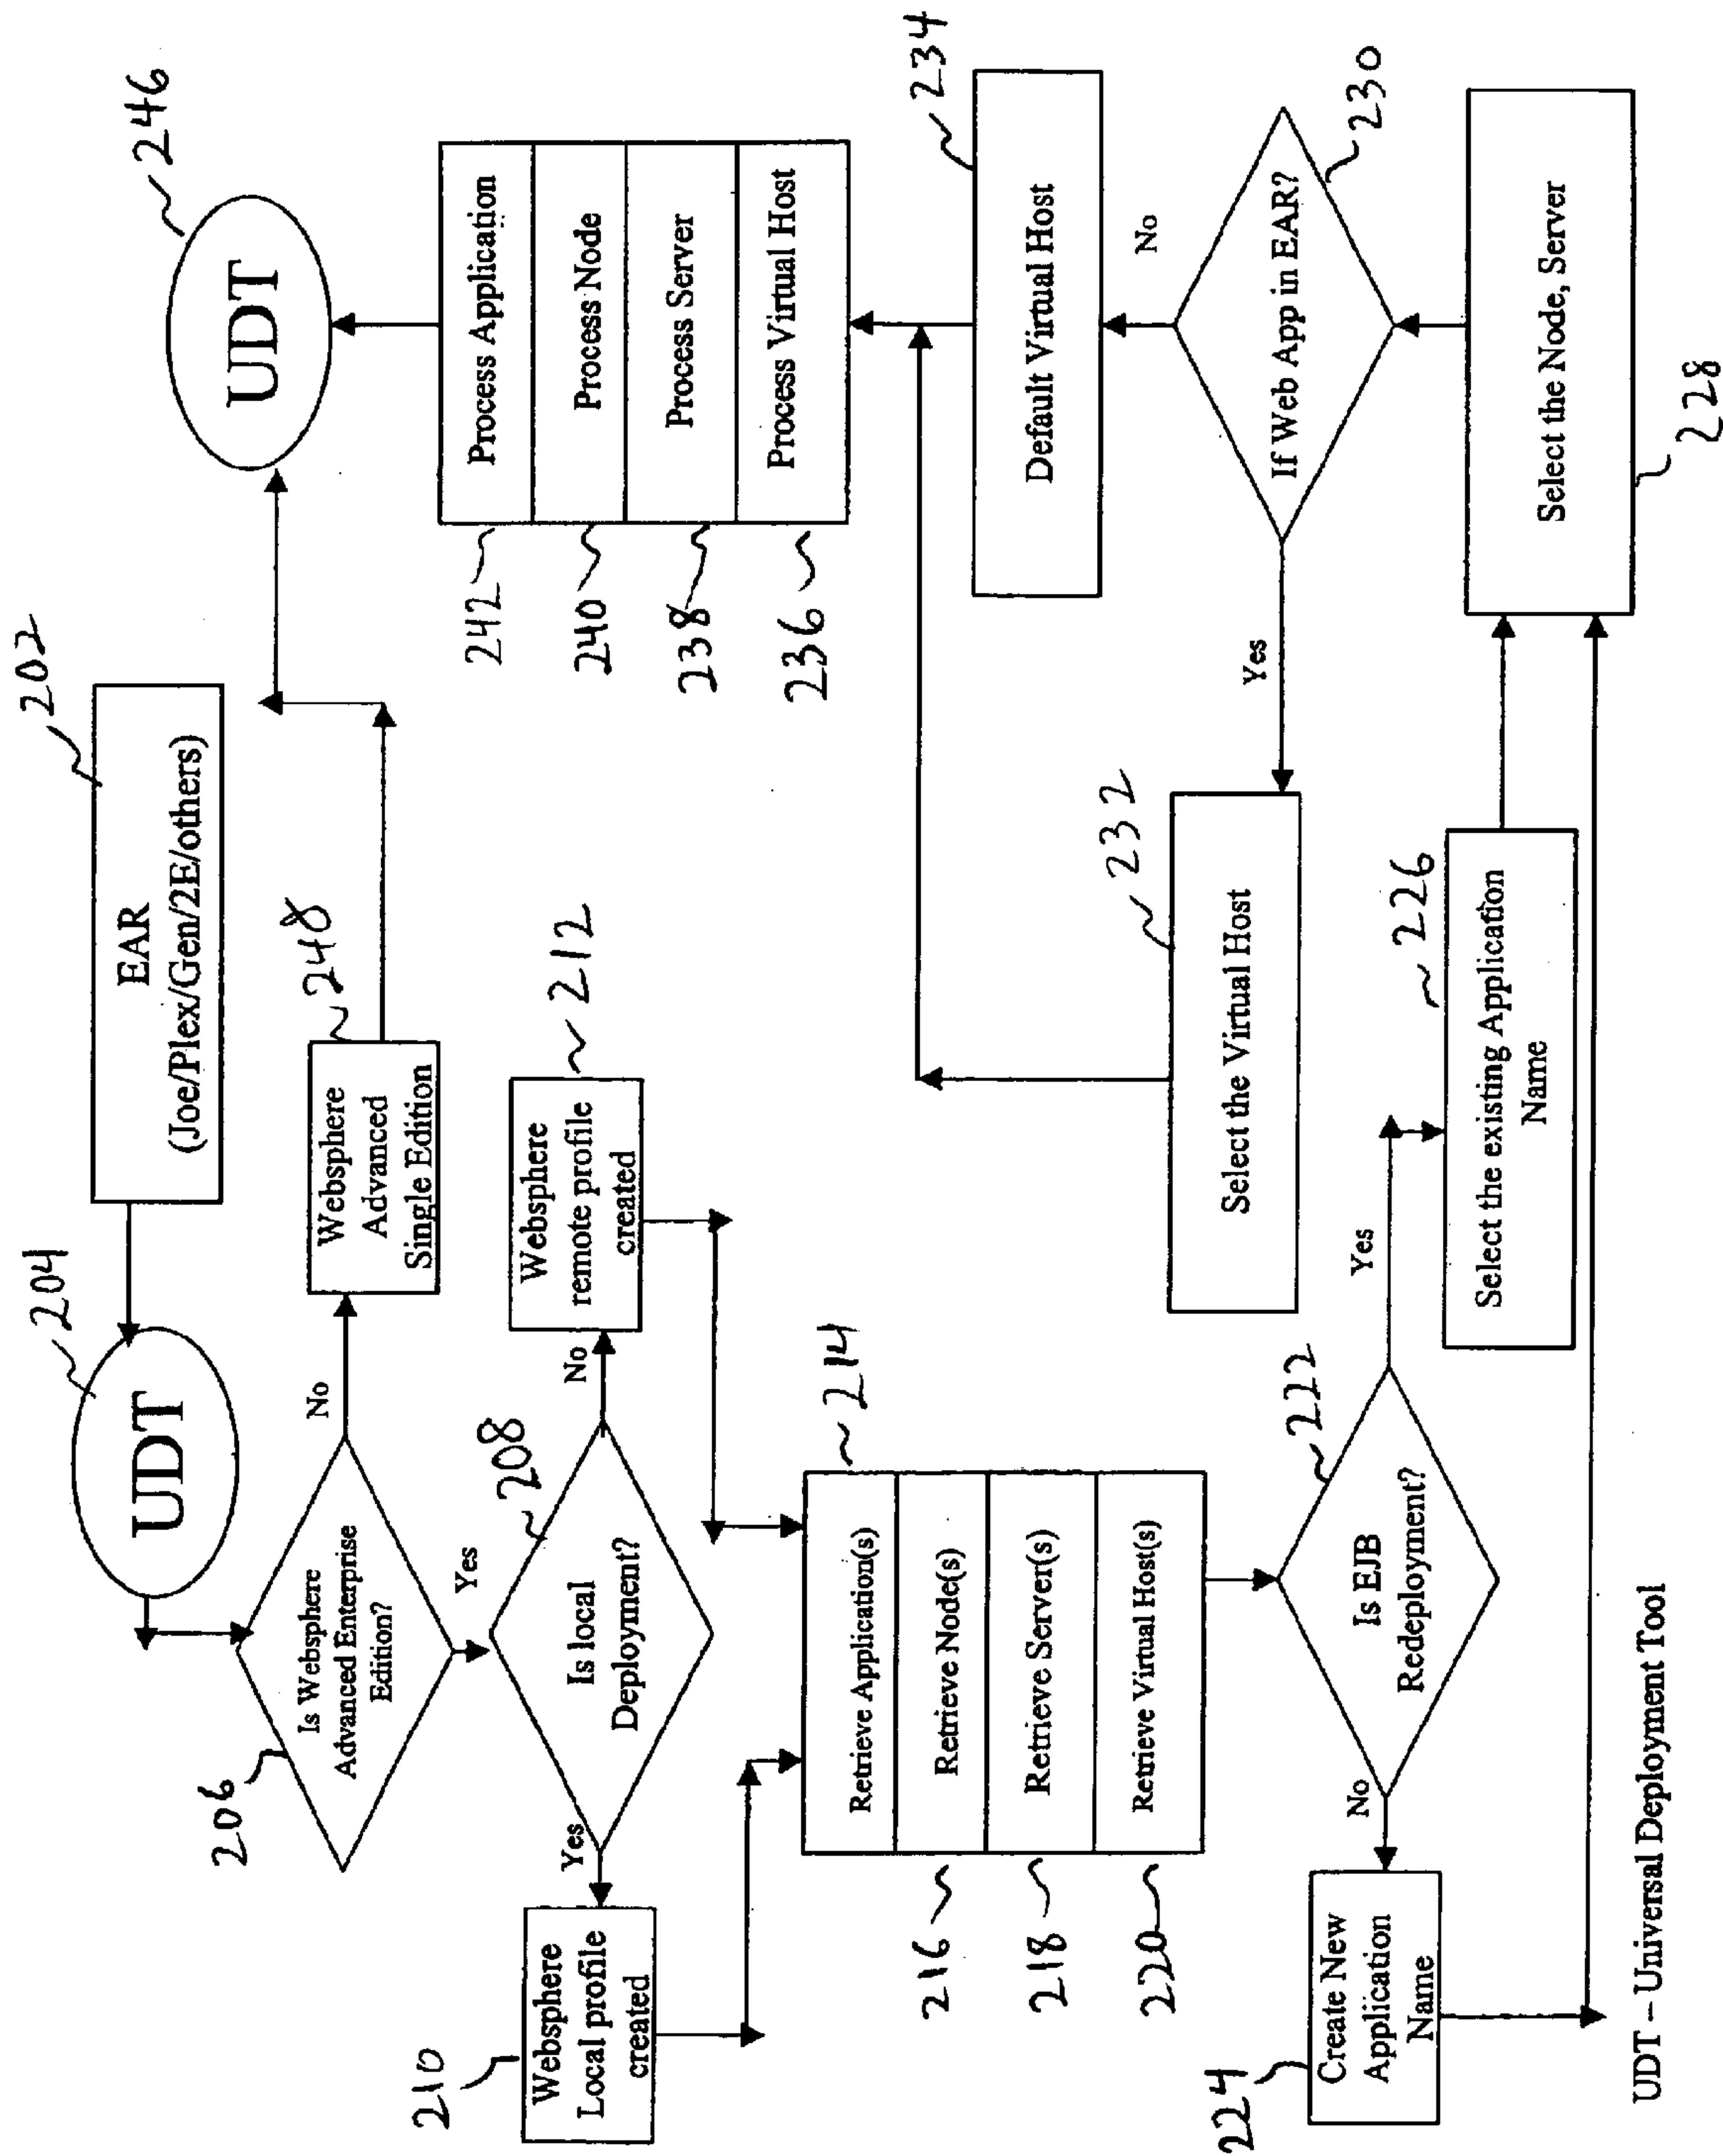 202
EAR
(Joe/Plex/Gen/2E/others)
204
UDT
206
Is Websphere
Advanced Enterprise
Edition?
No
Yes
248
Websphere
Advanced
Single Edition
208
Is local
Deployment?
No
Yes
212
Websphere
remote profile
created
210
Websphere
Local profile
created
214
Retrieve Application(s)
216
Retrieve Node(s)
218
Retrieve Server(s)
220
Retrieve Virtual Host(s)
222
Is EJB
Redeployment?
No
Yes
224
Create New
Application
Name
226
Select the existing Application
Name
228
Select the Node, Server
230
If Web App in EAR?
Yes
No
232
Select the Virtual Host
234
Default Virtual Host
236
Process Virtual Host
238
Process Server
240
Process Node
242
Process Application
246
UDT
UDT – Universal Deployment Tool